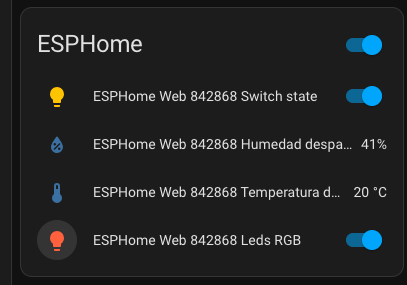 ESPHome
ESPHome Web 842868 Switch state
ESPHome Web 842868 Humedad despa... 41%
ESPHome Web 842868 Temperatura d... 20 °C
ESPHome Web 842868 Leds RGB